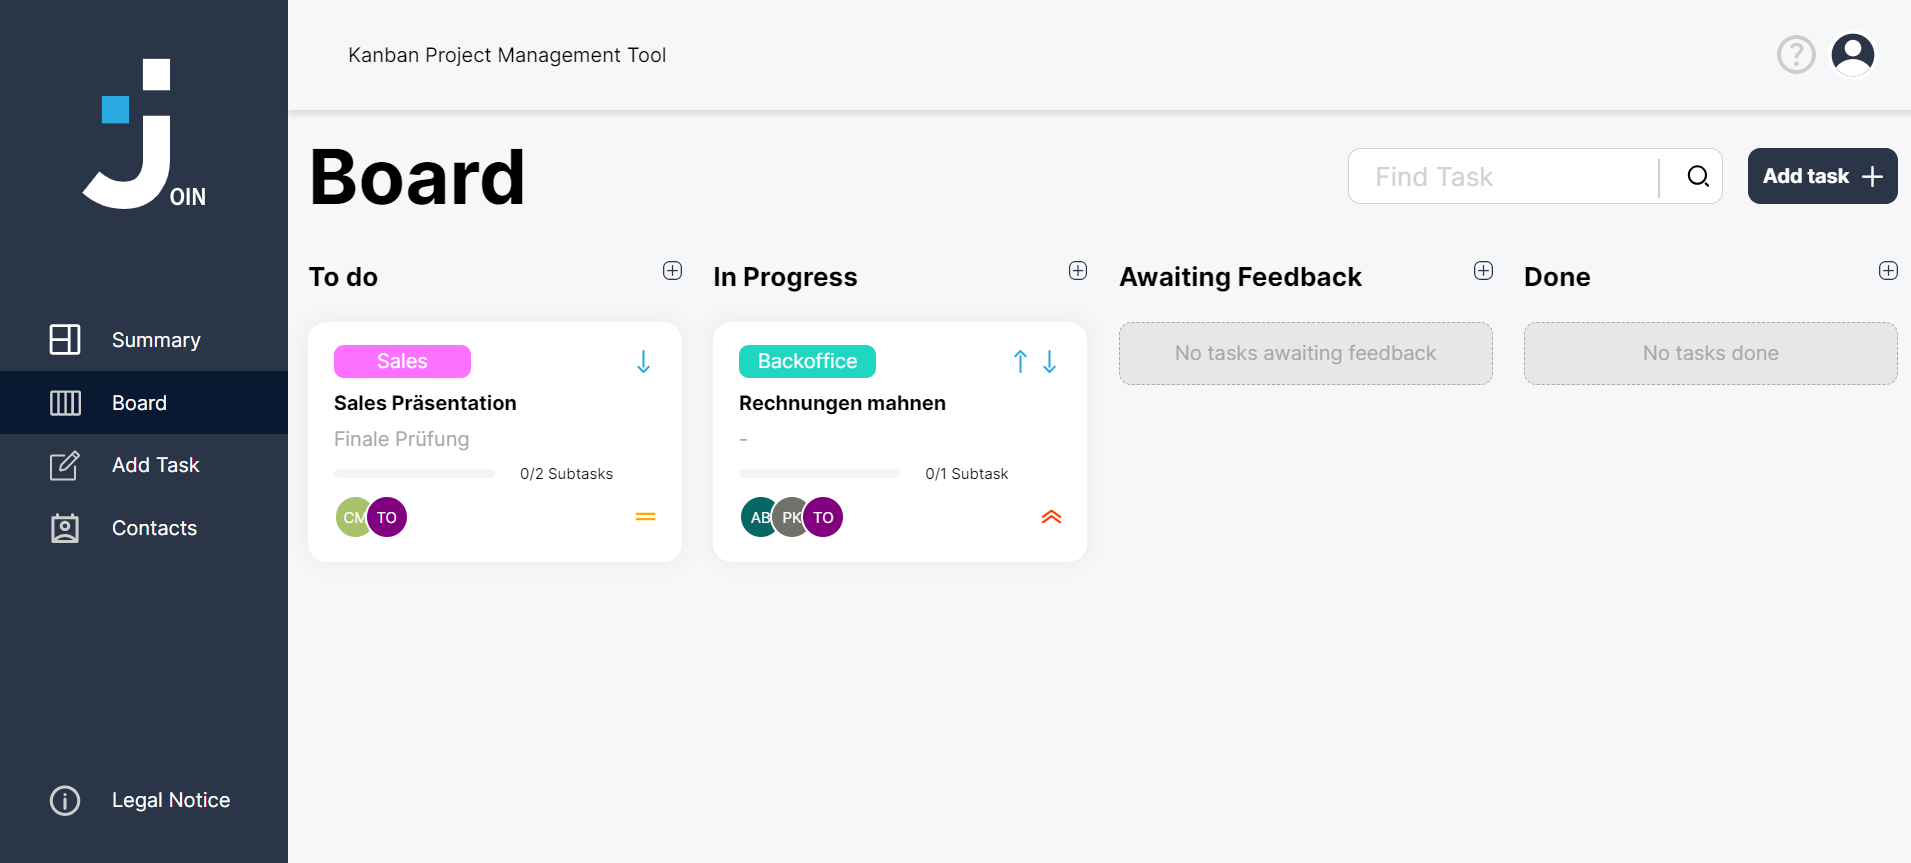 OIN
Summary
Board
Add Task
Contacts
Legal Notice
Kanban Project Management Tool
?
Board
Find Task
Add task
To do
Sales
Sales Präsentation
Finale Prüfung
0/2 Subtasks
CM TO
In Progress
Backoffice
Rechnungen mahnen
-
0/1 Subtask
AB PK TO
Awaiting Feedback
No tasks awaiting feedback
Done
No tasks done